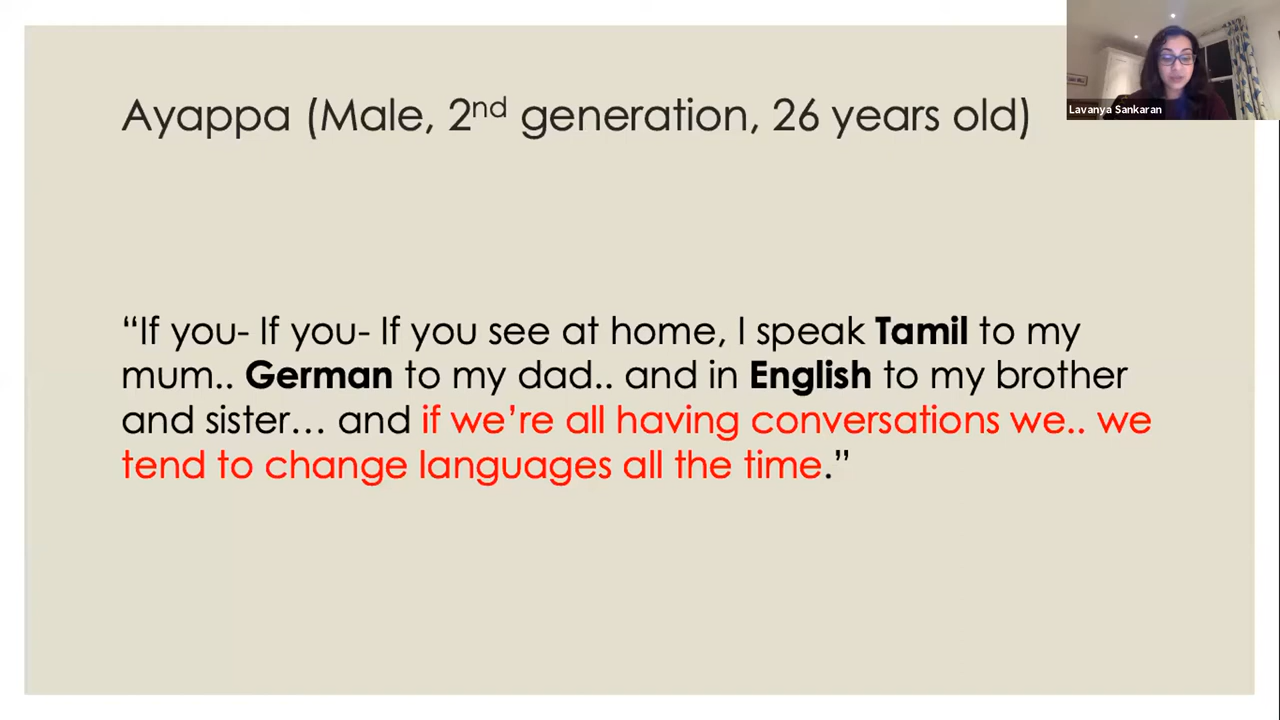 Ayappa (Male, 2nd generation, 26 years old)
Lavanya Sankaran
“If you- If you- If you see at home, I speak Tamil to my
mum.. German to my dad.. and in English to my brother
and sister… and if we’re all having conversations we.. we
tend to change languages all the time.”